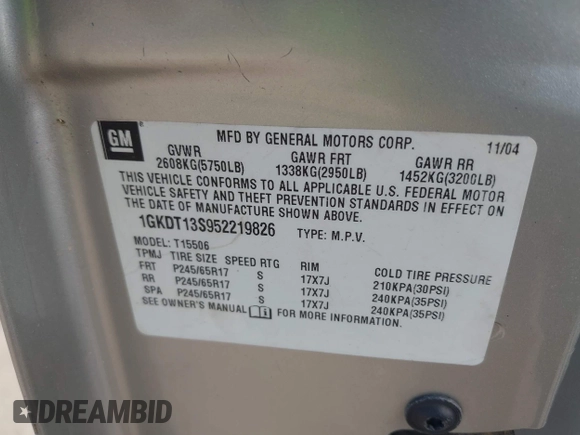 GM
MFD BY GENERAL MOTORS CORP. 11/04
GVWR GAWR FRT GAWR RR
2608KG(5750LB) 1338KG(2950LB) 1452KG(3200LB)
THIS VEHICLE CONFORMS TO ALL APPLICABLE U.S. FEDERAL MOTOR
VEHICLE SAFETY AND THEFT PREVENTION STANDARDS IN EFFECT ON
THE DATE OF MANUFACTURE SHOWN ABOVE.
1GKDT13S952219826 TYPE: M.P.V.
MODEL: T15506
TPMJ TIRE SIZE SPEED RTG RIM COLD TIRE PRESSURE
FRT P245/65R17 S 17X7J 210KPA(30PSI)
RR P245/65R17 S 17X7J 240KPA(35PSI)
SPA P245/65R17 S 17X7J 240KPA(35PSI)
SEE OWNER'S MANUAL FOR MORE INFORMATION.
DREAMBID